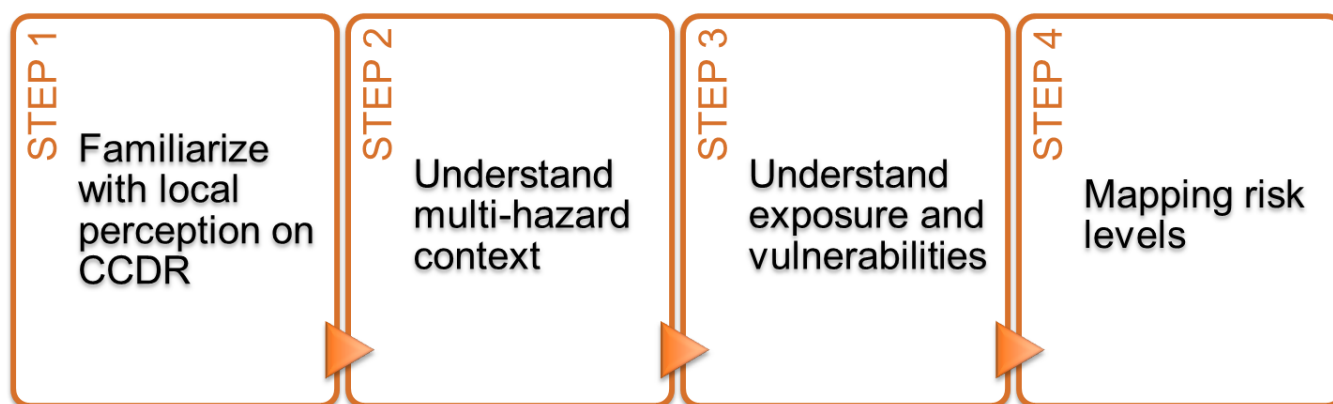 STEP 1
Familiarize
with local
perception on
CCDR
STEP 2
Understand
multi-hazard
context
STEP 3
Understand
exposure and
vulnerabilities
STEP 4
Mapping risk
levels